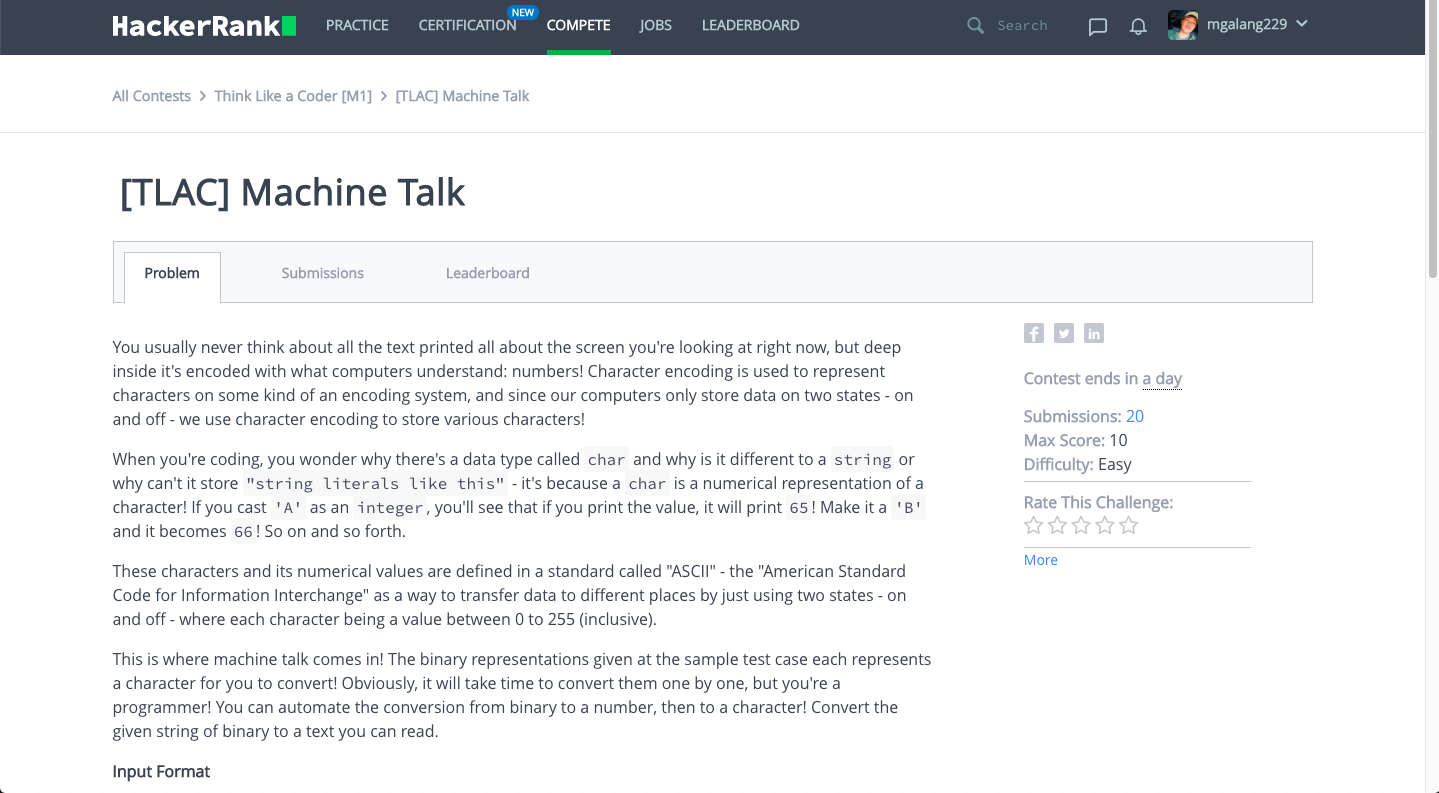 HackerRank
PRACTICE
CERTIFICATION
NEW
COMPETE
JOBS
LEADERBOARD
Search
mgalang229
All Contests > Think Like a Coder [M1] > [TLAC] Machine Talk
[TLAC] Machine Talk
Problem
Submissions
Leaderboard
You usually never think about all the text printed all about the screen you're looking at right now, but deep
inside it's encoded with what computers understand: numbers! Character encoding is used to represent
characters on some kind of an encoding system, and since our computers only store data on two states - on
and off - we use character encoding to store various characters!
When you're coding, you wonder why there's a data type called char and why is it different to a string or
why can't it store "string literals like this" - it's because a char is a numerical representation of a
character! If you cast 'A' as an integer, you'll see that if you print the value, it will print 65! Make it a 'B'
and it becomes 66! So on and so forth.
These characters and its numerical values are defined in a standard called "ASCII" - the "American Standard
Code for Information Interchange" as a way to transfer data to different places by just using two states - on
and off - where each character being a value between 0 to 255 (inclusive).
This is where machine talk comes in! The binary representations given at the sample test case each represents
a character for you to convert! Obviously, it will take time to convert them one by one, but you're a
programmer! You can automate the conversion from binary to a number, then to a character! Convert the
given string of binary to a text you can read.
Input Format
Contest ends in a day
Submissions: 20
Max Score: 10
Difficulty: Easy
Rate This Challenge:
More